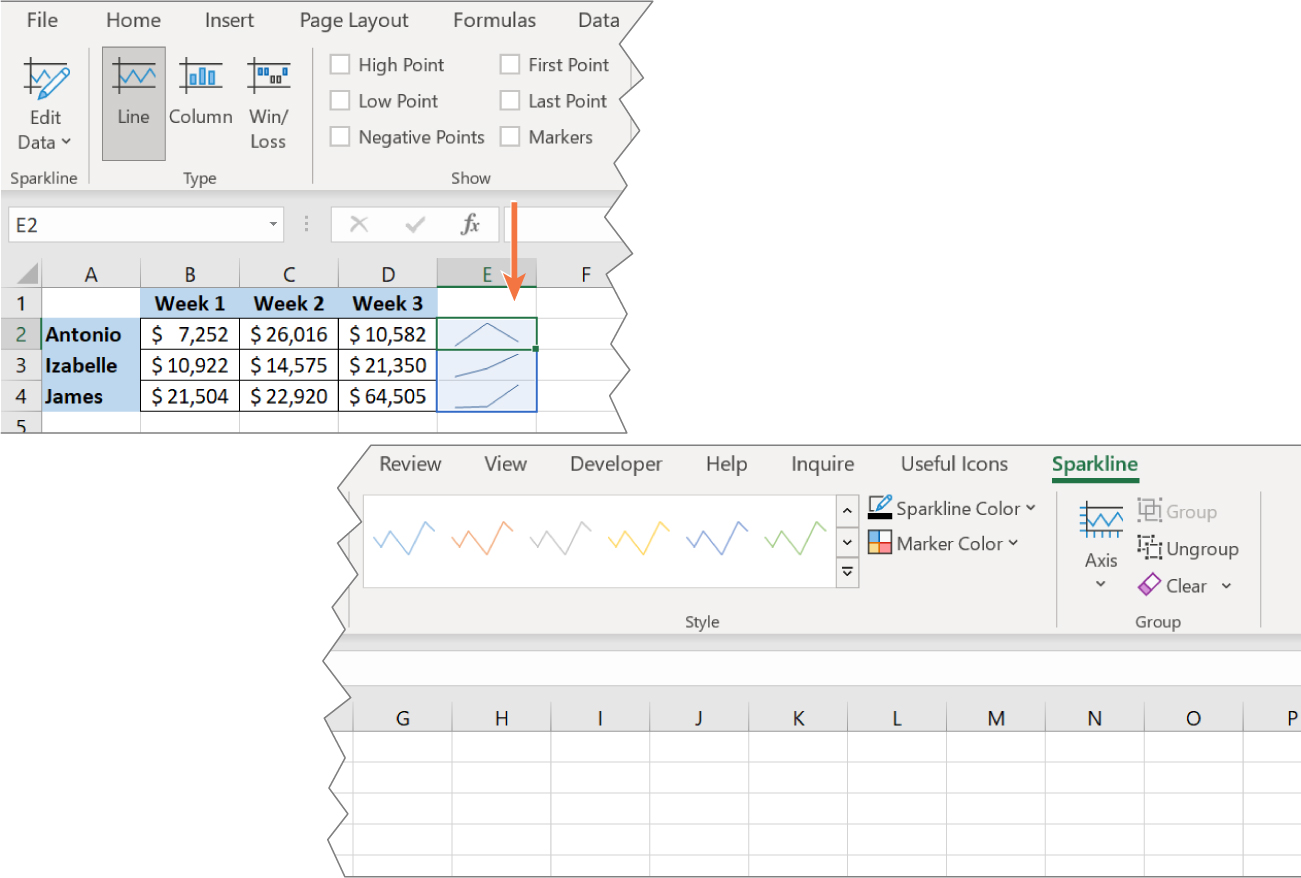 File Home Insert Page Layout Formulas Data
High Point First Point
Low Point Last Point
Negative Points Markers
Edit
Data
Line Column Win/
Loss
Sparkline Type Show
E2 fx
A B C D E F
1 Week 1 Week 2 Week 3
2 Antonio $ 7,252 $ 26,016 $ 10,582
3 Izabelle $ 10,922 $ 14,575 $ 21,350
4 James $ 21,504 $ 22,920 $ 64,505
5
Review View Developer Help Inquire Useful Icons Sparkline
Sparkline Color
Marker Color
Axis
Group
Ungroup
Clear
Style Group
G H I J K L M N O P